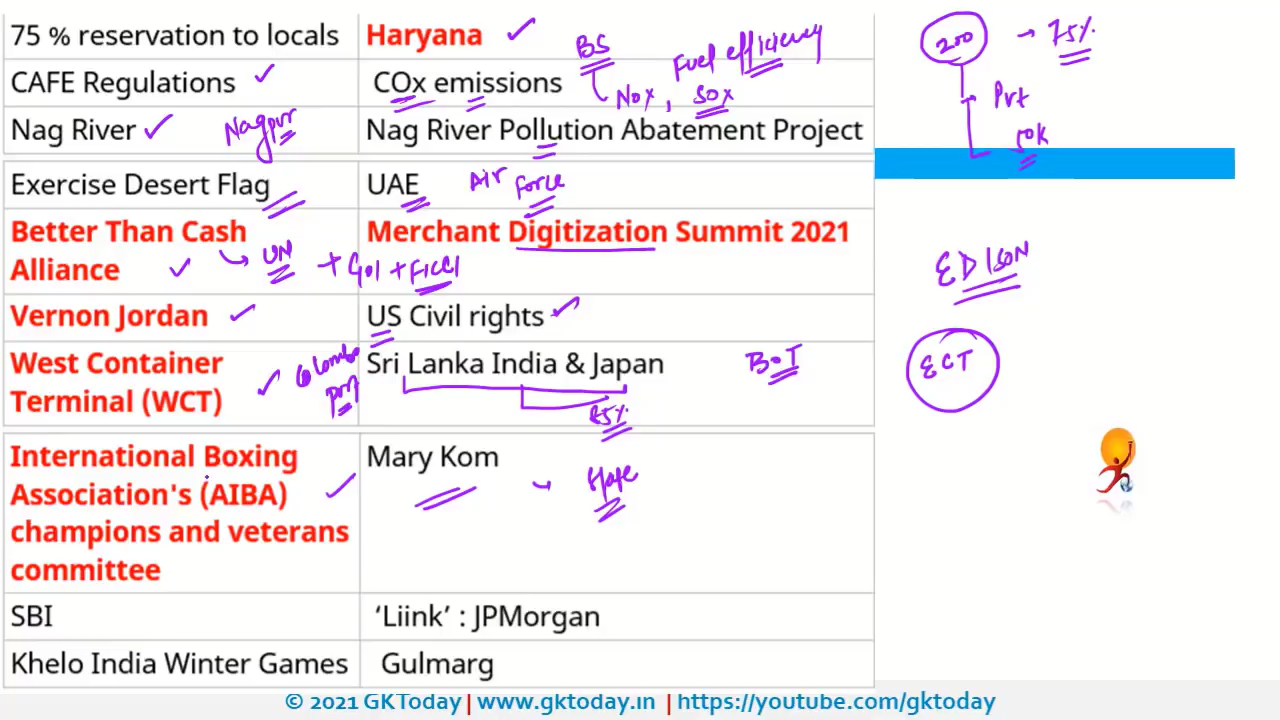 75 % reservation to locals Haryana
CAFE Regulations COx emissions
BS
NOx, SOX
Fuel efficiency
200 → 75%
Pvt
50K
Nag River Nagpur Nag River Pollution Abatement Project
Exercise Desert Flag UAE Air Force
Better Than Cash Merchant Digitization Summit 2021
Alliance
UN + GoI + FICCI
EDISON
Vernon Jordan US Civil rights
West Container Sri Lanka India & Japan
Terminal (WCT)
Colombo
BOT
ECT
85%
International Boxing Mary Kom
Association's (AIBA)
champions and veterans
committee
SBI ‘Liink’ : JPMorgan
Khelo India Winter Games Gulmarg
© 2021 GKToday | www.gktoday.in | https://youtube.com/gktoday